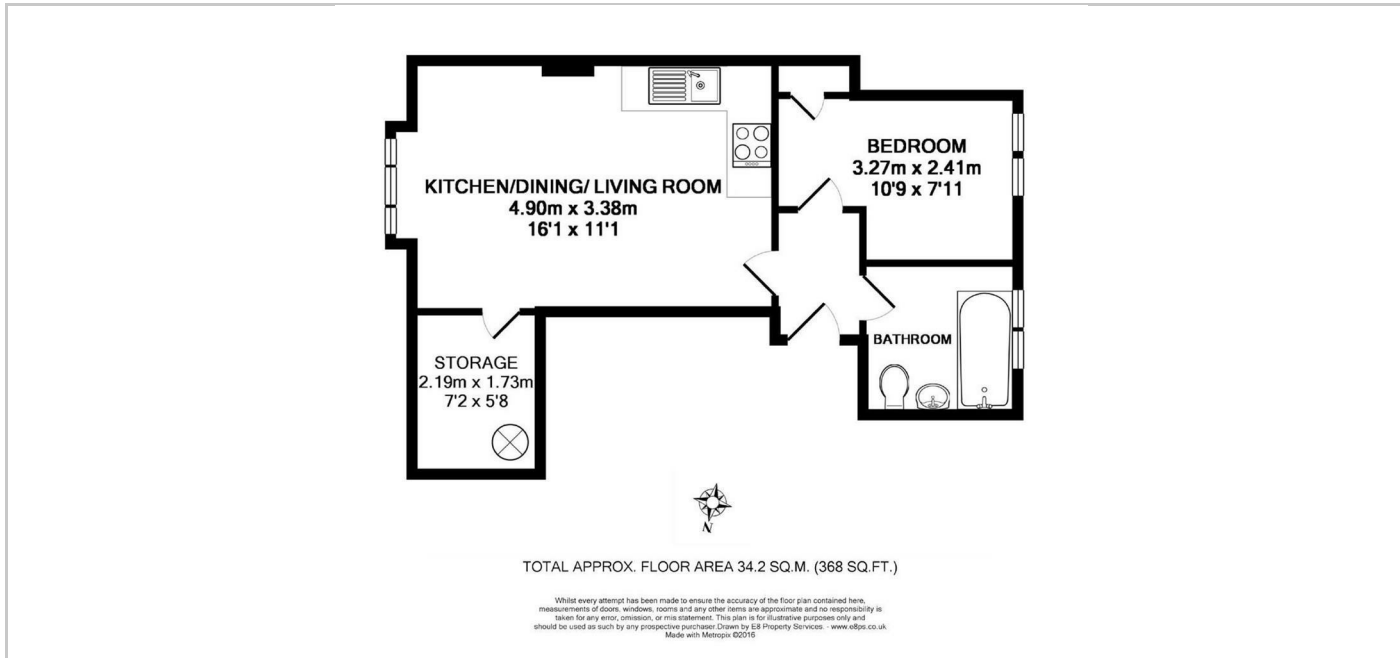 KITCHEN/DINING/ LIVING ROOM
4.90m x 3.38m
16'1 x 11'1
BEDROOM
3.27m x 2.41m
10'9 x 7'11
BATHROOM
STORAGE
2.19m x 1.73m
7'2 x 5'8
N
TOTAL APPROX. FLOOR AREA 34.2 SQ.M. (368 SQ.FT.)
Whilst every attempt has been made to ensure the accuracy of the floor plan contained here,
measurements of doors, windows, rooms and any other items are approximate and no responsibility is
taken for any error, omission, or mis statement. This plan is for illustrative purposes only and
should be used as such by any prospective purchaser.Drawn by E8 Property Services. - www.e8ps.co.uk
Made with Metropix ©2016